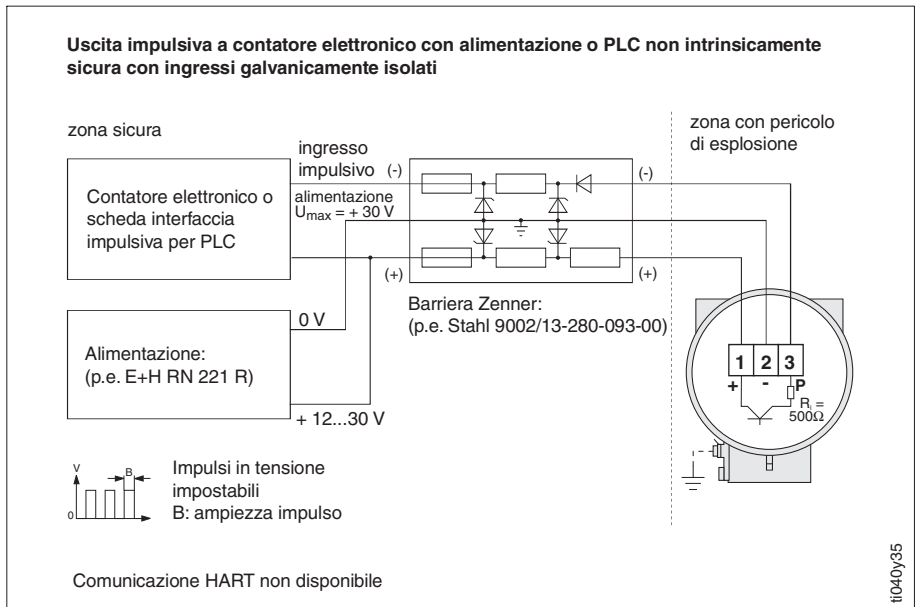 Uscita impulsiva a contatore elettronico con alimentazione o PLC non intrinsicamente
sicura con ingressi galvanicamente isolati
zona sicura
zona con pericolo
di esplosione
ingresso
impulsivo (-)
(-)
Contatore elettronico o
scheda interfaccia
impulsiva per PLC
alimentazione
Umax = + 30 V
(+)
(+)
Barriera Zenner:
(p.e. Stahl 9002/13-280-093-00)
0 V
Alimentazione:
(p.e. E+H RN 221 R)
+ 12...30 V
1 2 3
+ - P
Ri =
500Ω
V
B
0
Impulsi in tensione
impostabili
B: ampiezza impulso
Comunicazione HART non disponibile
ti040y35